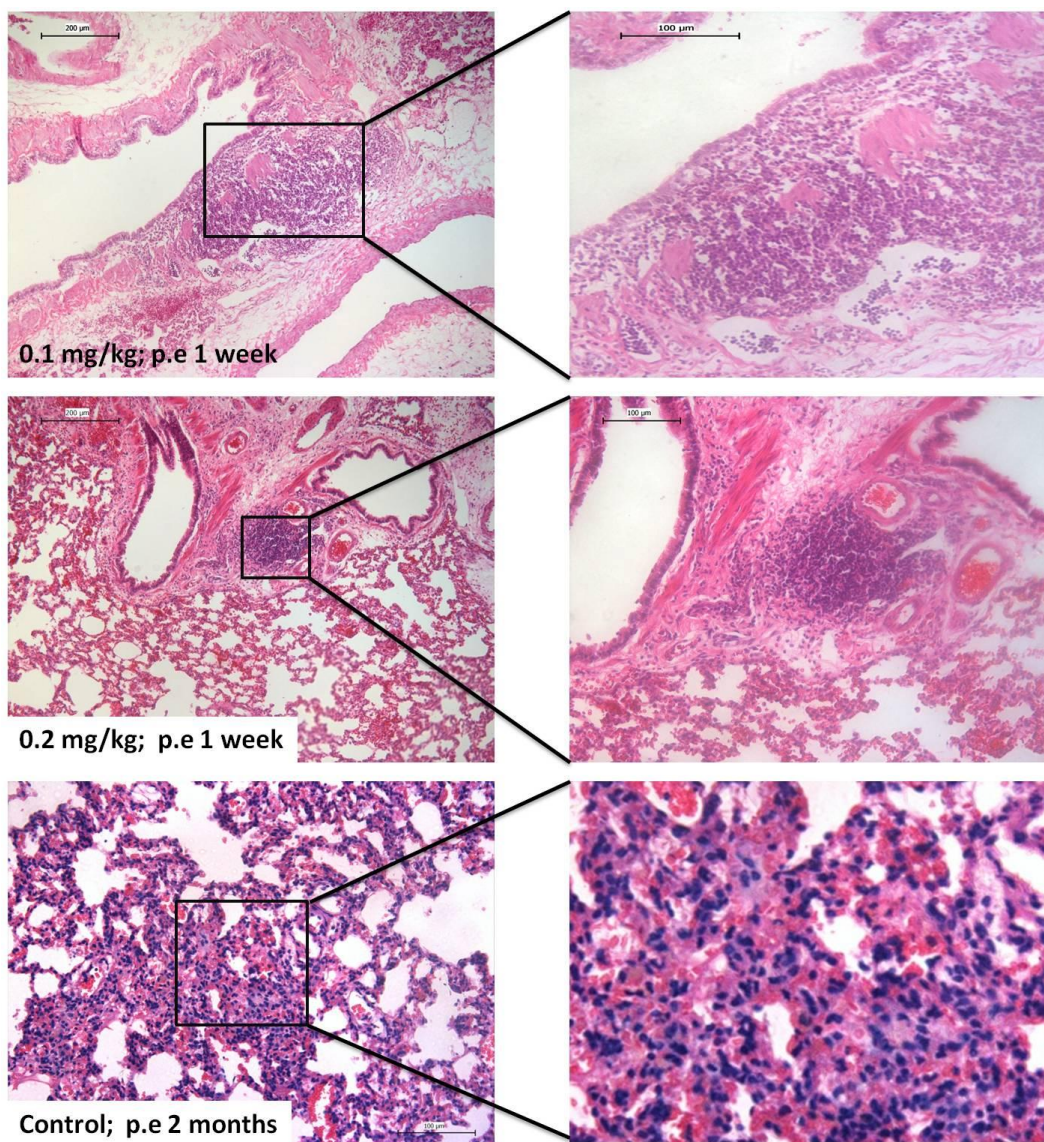 200 µm
100 µm
0.1 mg/kg; p.e 1 week
200 µm
100 µm
0.2 mg/kg;  p.e 1 week
Control;  p.e 2 months
100 µm